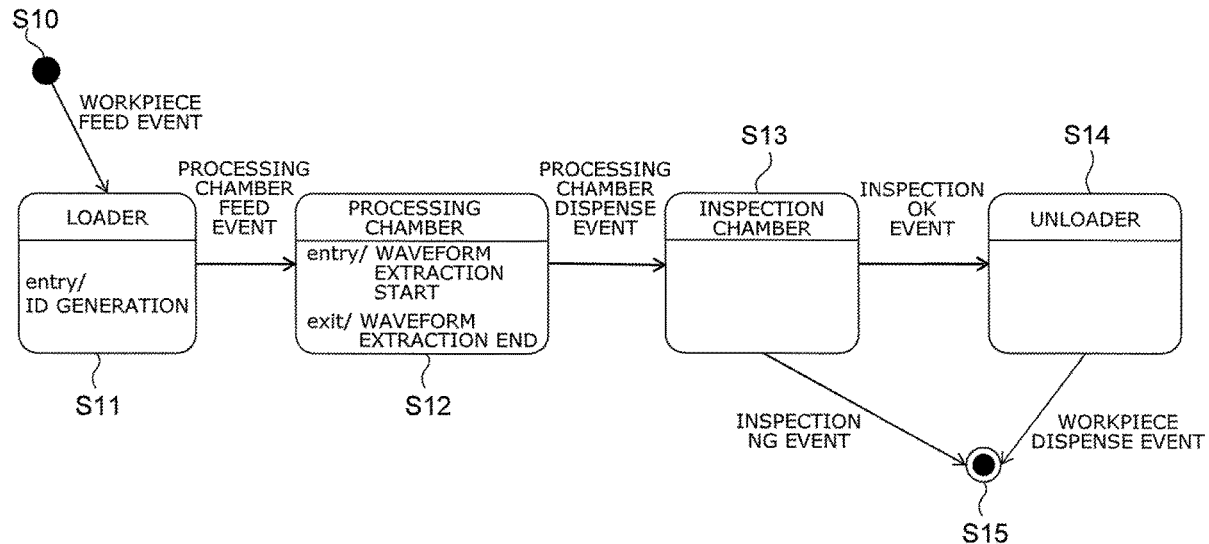 S10
WORKPIECE
FEED EVENT
S13
S14
PROCESSING
CHAMBER
FEED
EVENT
PROCESSING
CHAMBER
DISPENSE
EVENT
INSPECTION
OK
EVENT
LOADER
entry/
ID GENERATION
PROCESSING
CHAMBER
entry/ WAVEFORM
EXTRACTION
START
exit/ WAVEFORM
EXTRACTION END
INSPECTION
CHAMBER
UNLOADER
S11
S12
INSPECTION
NG EVENT
WORKPIECE
DISPENSE EVENT
S15